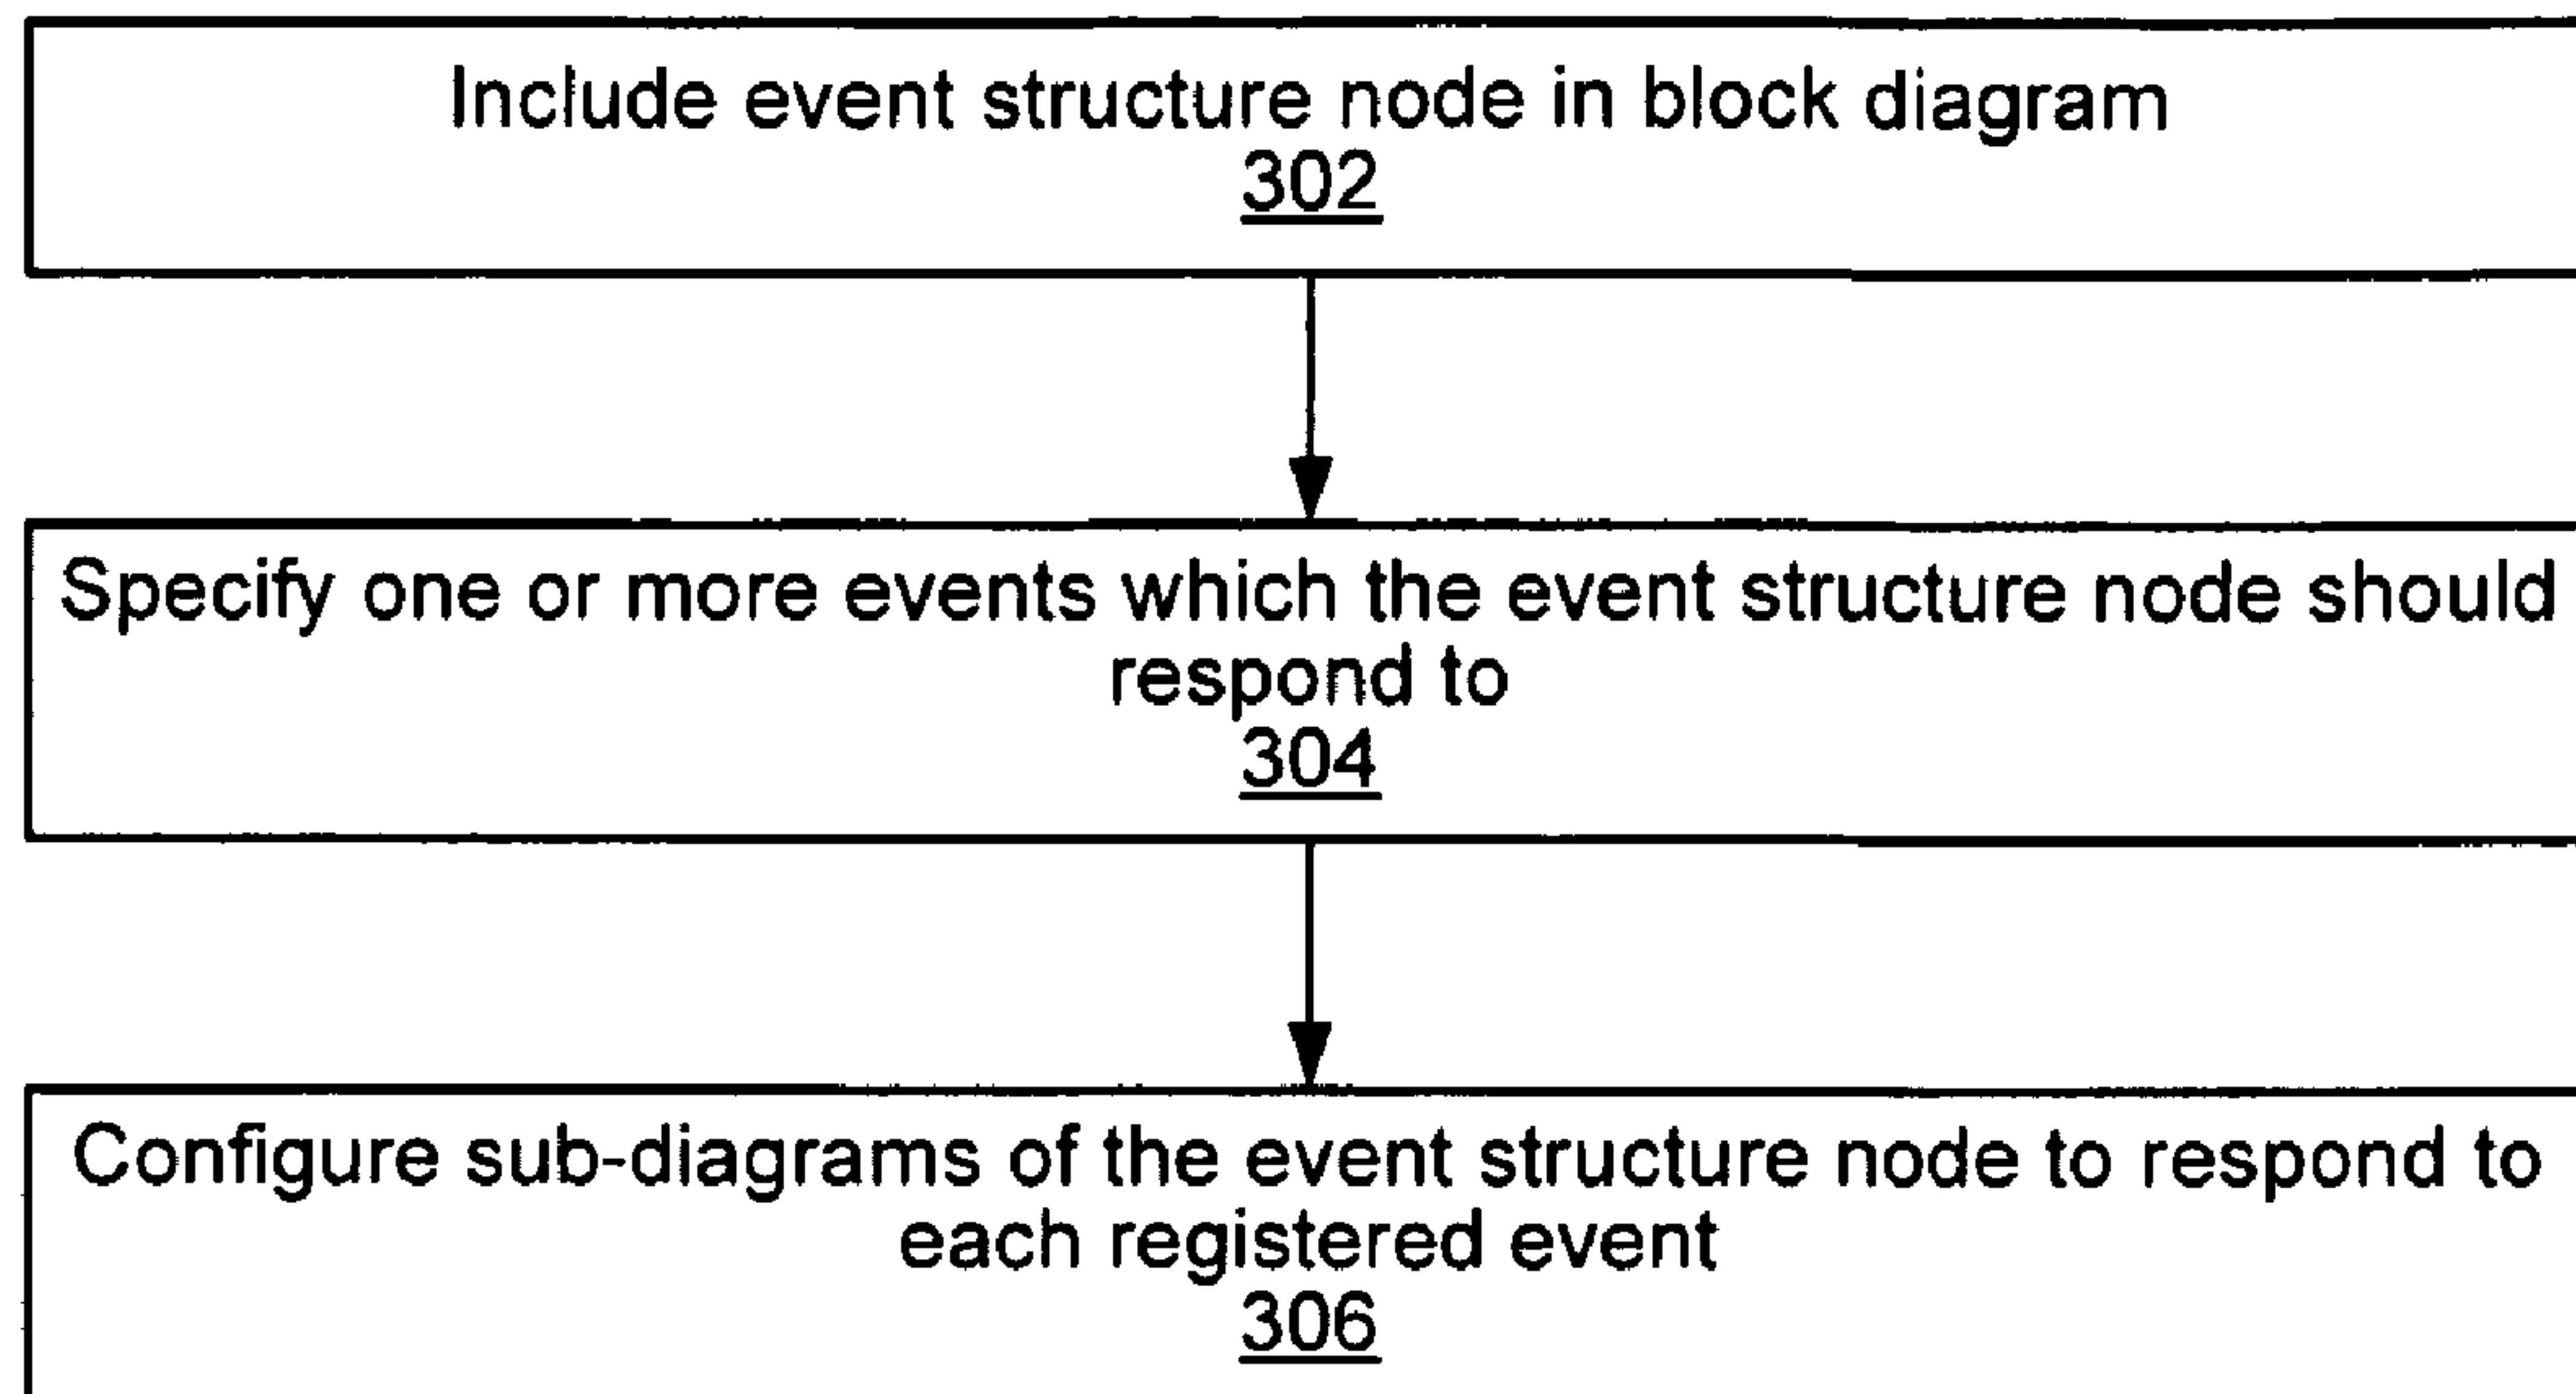 Include event structure node in block diagram
302
Specify one or more events which the event structure node should
respond to
304
Configure sub-diagrams of the event structure node to respond to
each registered event
306